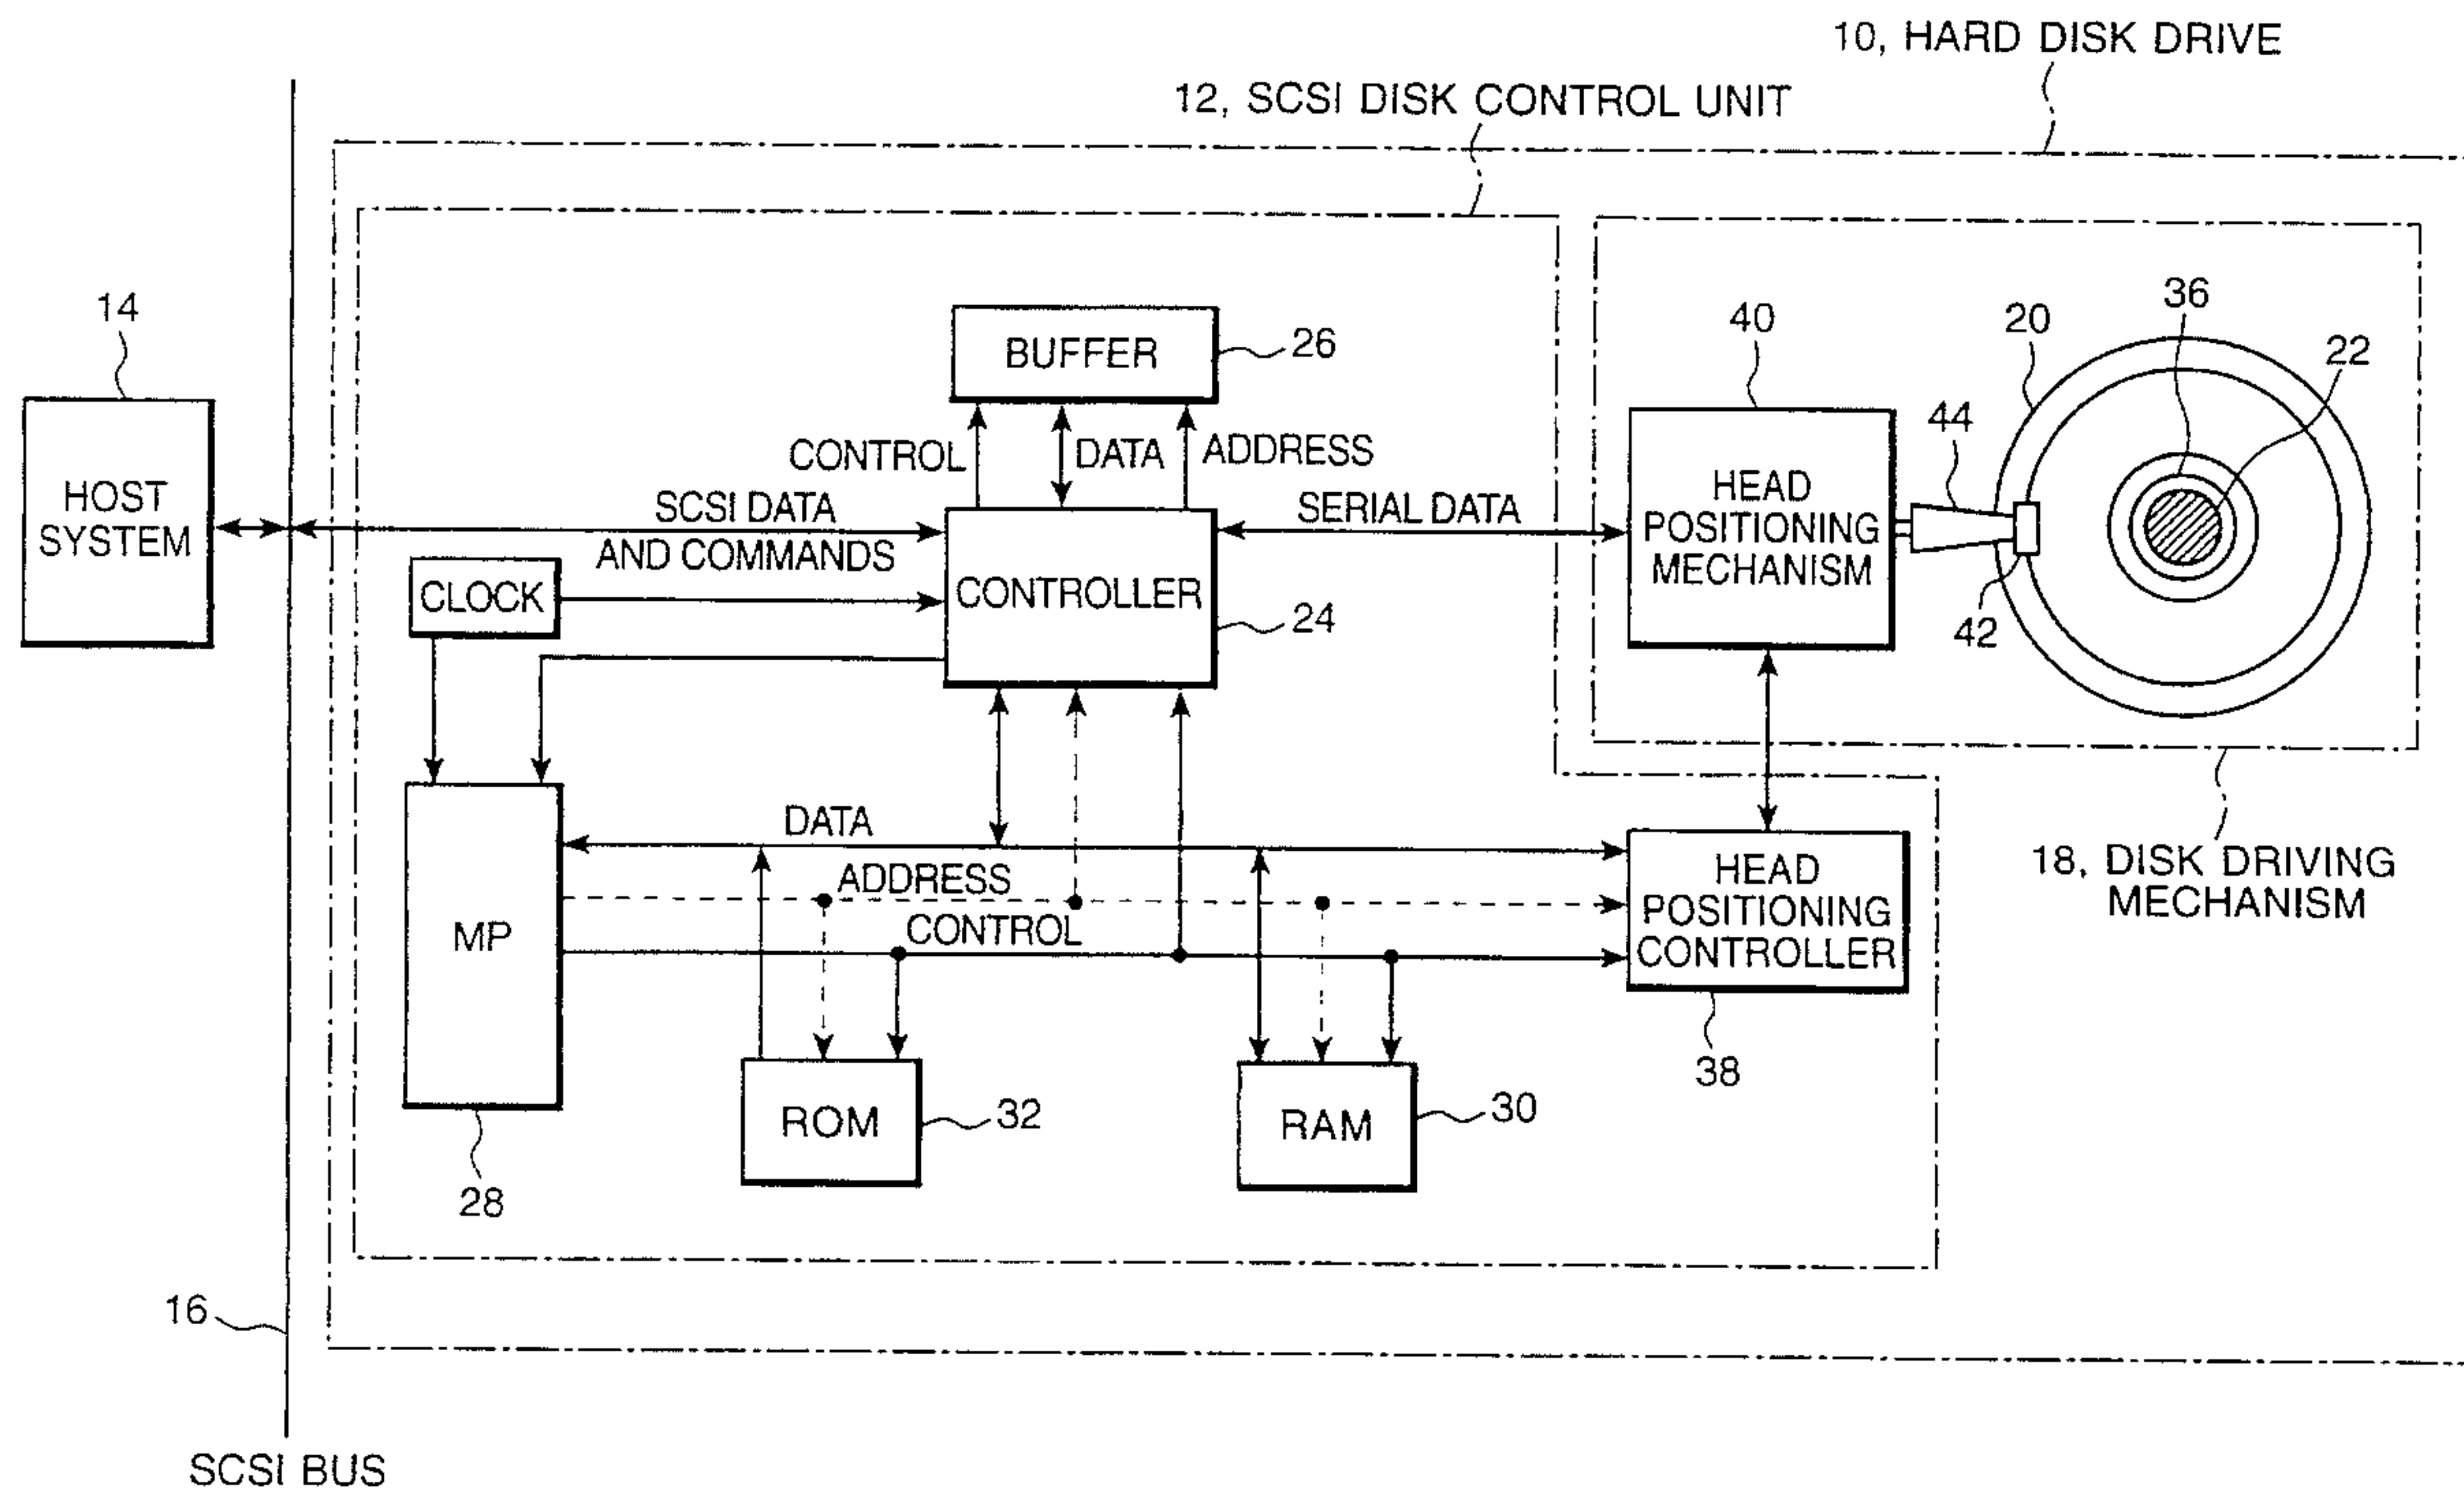 10, HARD DISK DRIVE
12, SCSI DISK CONTROL UNIT
14
HOST
SYSTEM
BUFFER
26
CONTROL
DATA
ADDRESS
SCSI DATA
AND COMMANDS
SERIAL DATA
CLOCK
CONTROLLER
24
40
HEAD
POSITIONING
MECHANISM
44
20
36
22
42
18, DISK DRIVING
MECHANISM
DATA
ADDRESS
CONTROL
MP
28
ROM
32
RAM
30
HEAD
POSITIONING
CONTROLLER
38
16
SCSI BUS